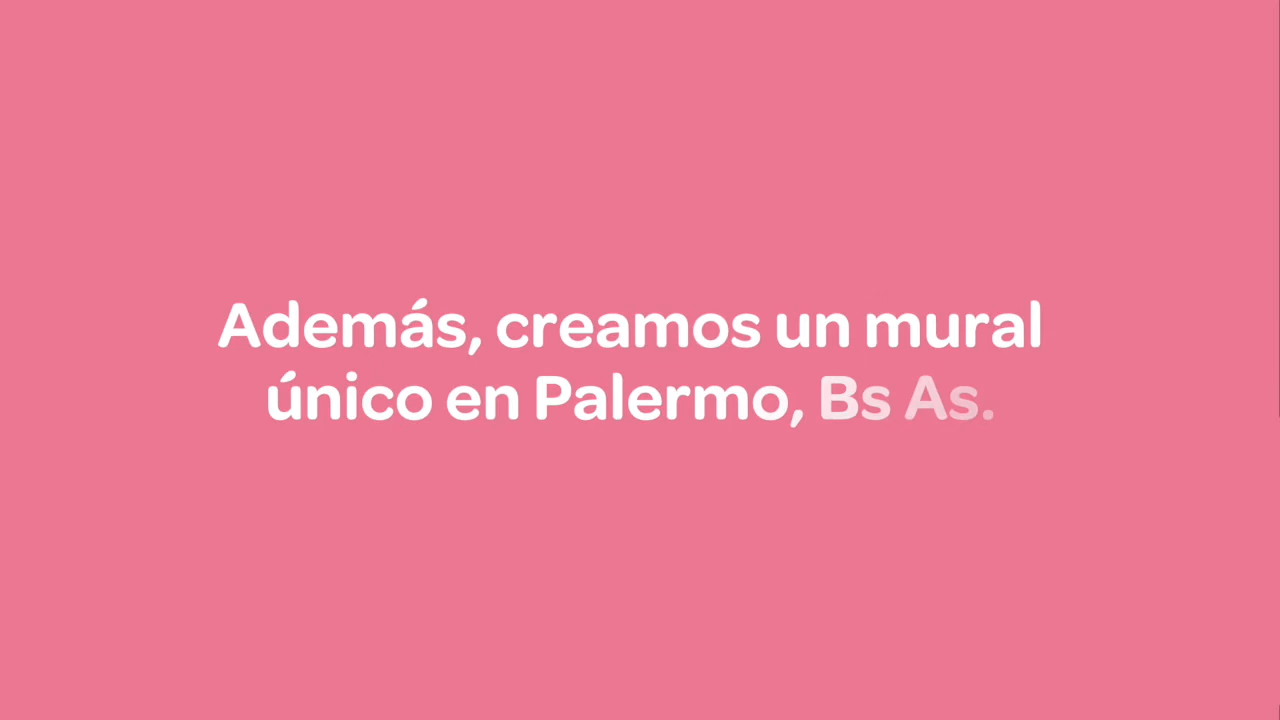 Además, creamos un mural
único en Palermo, Bs As.